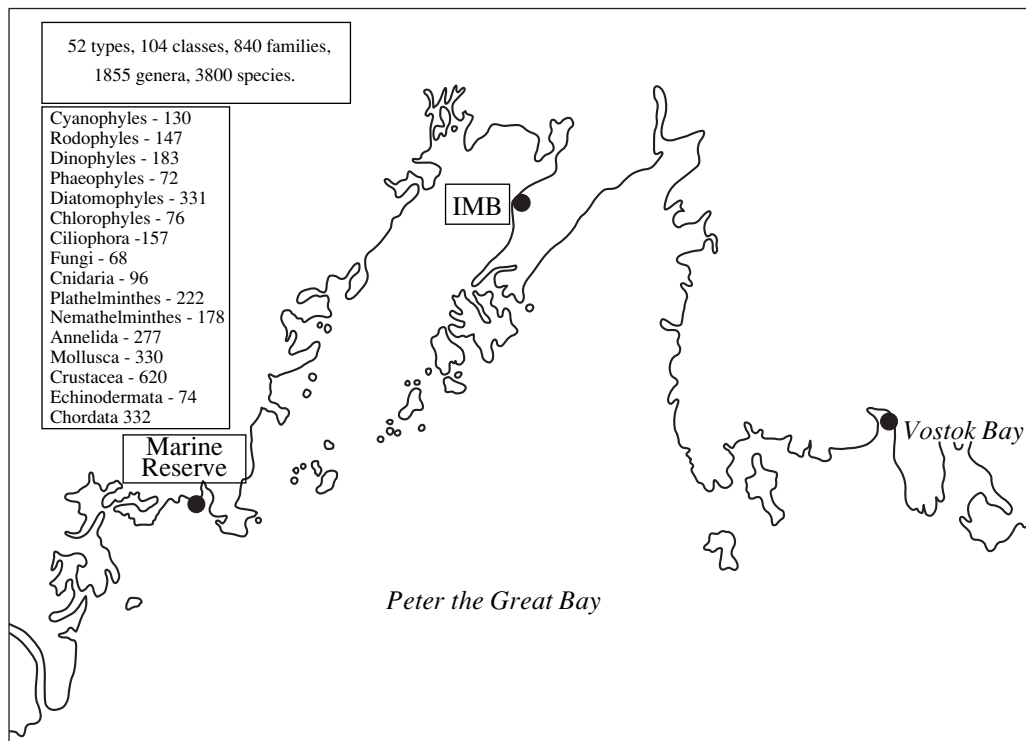 52 types, 104 classes, 840 families,
1855 genera, 3800 species.
Cyanophyles - 130
Rodophyles - 147
Dinophyles - 183
Phaeophyles - 72
Diatomophyles - 331
Chlorophyles - 76
Ciliophora -157
Fungi - 68
Cnidaria - 96
Plathelminthes - 222
Nemathelminthes - 178
Annelida - 277
Mollusca - 330
Crustacea - 620
Echinodermata - 74
Chordata 332
IMB
Marine
Reserve
Vostok Bay
Peter the Great Bay